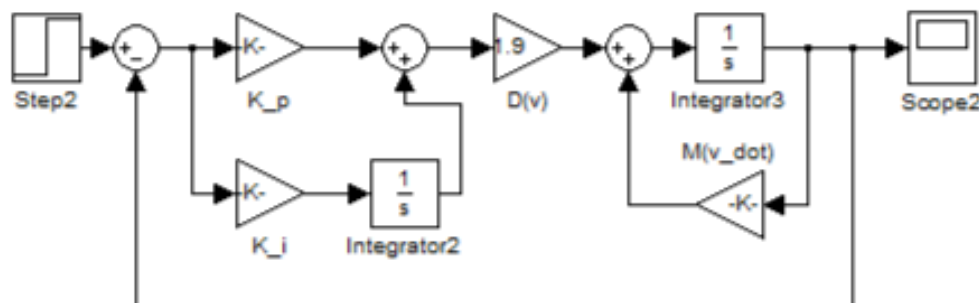 Step2
K-
K_p
1.9
D(v)
1
s
Integrator3
Scope2
M(v_dot)
-K-
K-
K_i
1
s
Integrator2